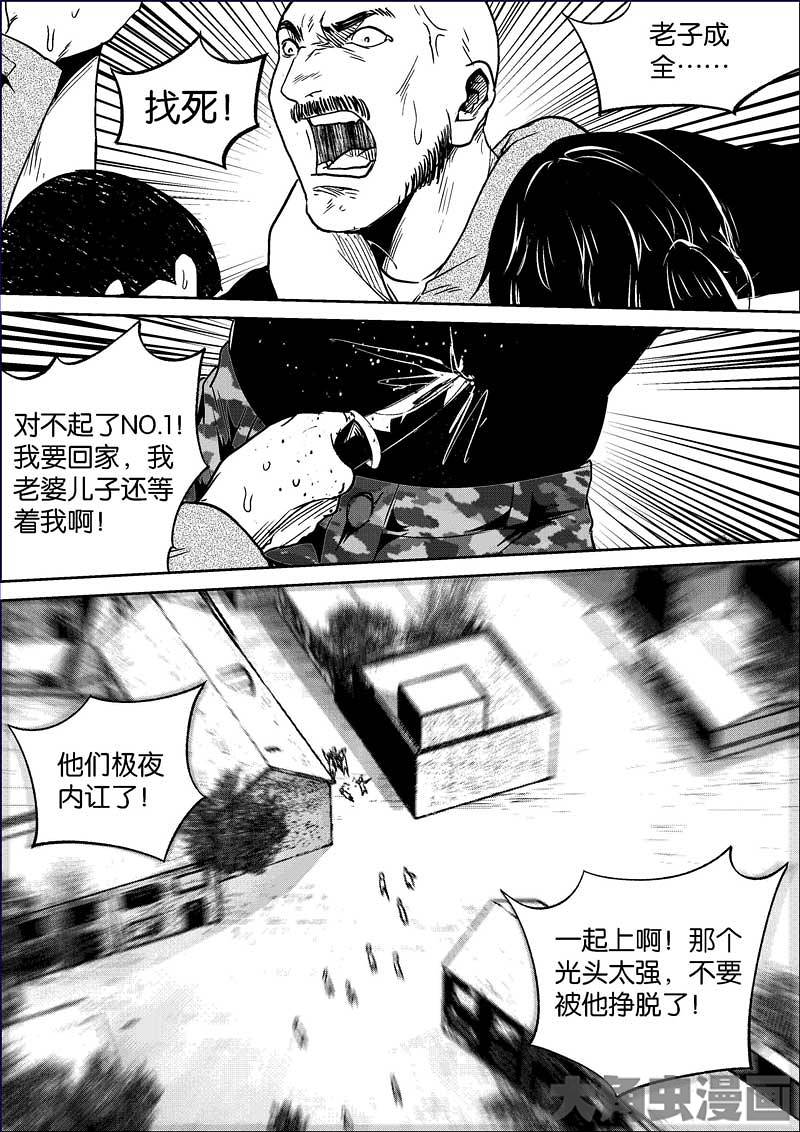 找死！
老子成
全……
对不起了NO.1！
我要回家，我
老婆儿子还等
着我啊！
他们极夜
内讧了！
一起上啊！那个
光头太强，不要
被他挣脱了！
大角虫漫画